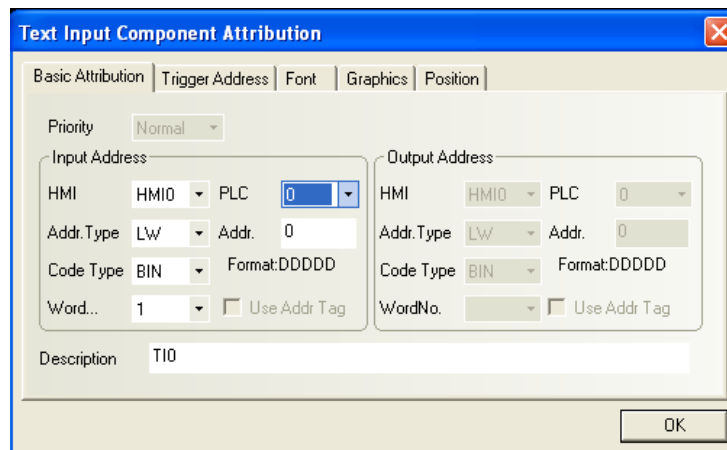 Text Input Component Attribution
Basic Attribution Trigger Address Font Graphics Position
Priority Normal
Input Address Output Address
HMI HMI0 PLC 0 HMI HMI0 PLC 0
Addr.Type LW Addr. 0 Addr.Type LW Addr. 0
Code Type BIN Format:DDDDD Code Type BIN Format:DDDDD
Word... 1 Use Addr Tag WordNo. Use Addr Tag
Description TI0
OK